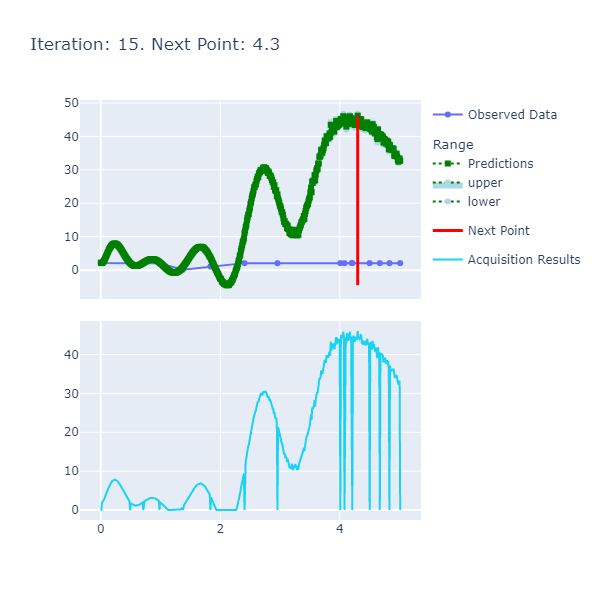 Iteration: 15. Next Point: 4.3
50
40
30
20
10
0
Observed Data
Range
Predictions
upper
lower
Next Point
Acquisition Results
40
30
20
10
0
0 2 4